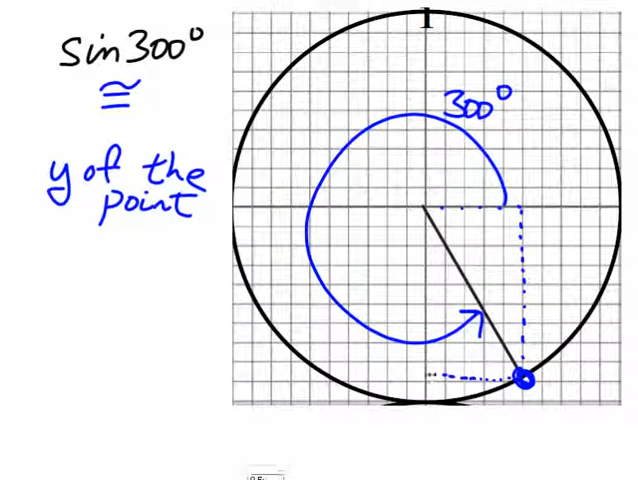 sin300°
≅
y of the
point
300°
1